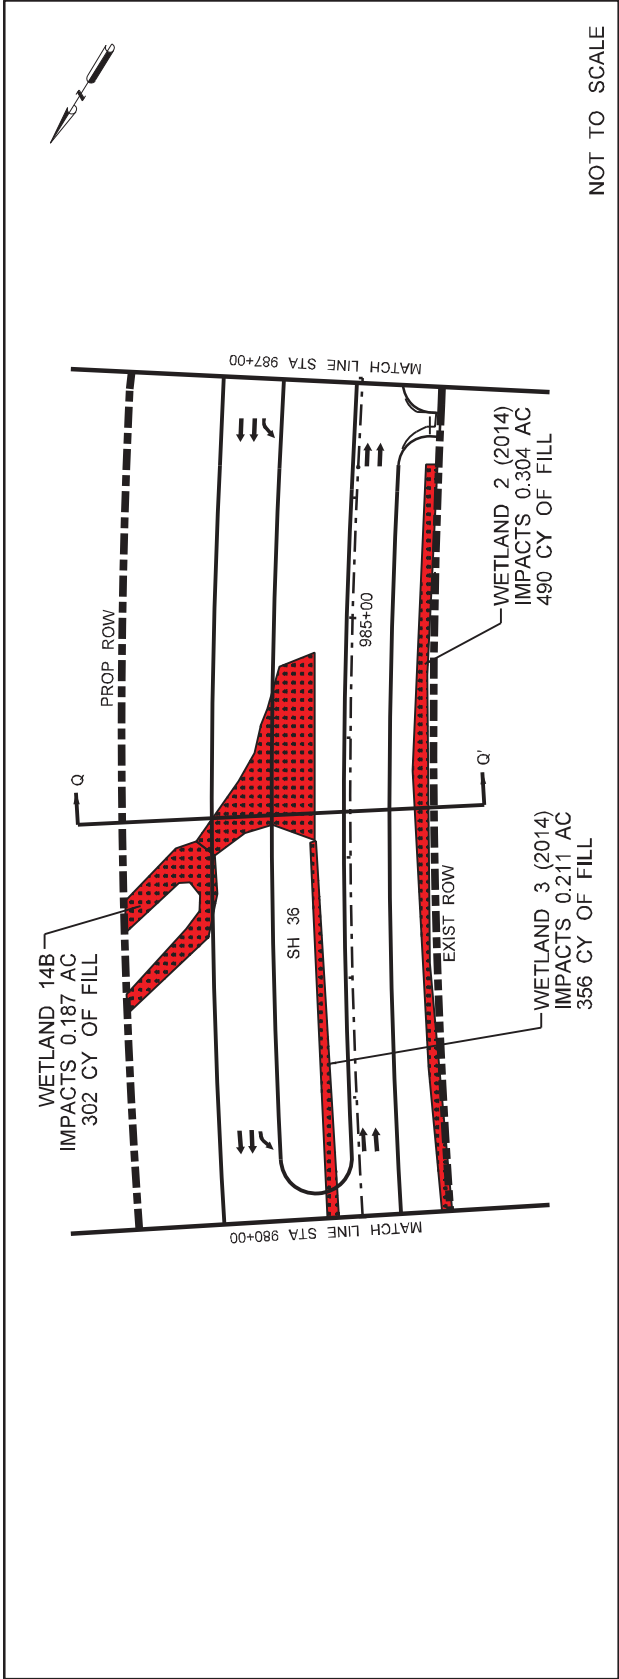 WETLAND 14B
IMPACTS 0.187 AC
302 CY OF FILL
PROP ROW
Q
MATCH LINE STA 980+00
SH 36
985+00
MATCH LINE STA 987+00
EXIST ROW
Q'
WETLAND 3 (2014)
IMPACTS 0.211 AC
356 CY OF FILL
WETLAND 2 (2014)
IMPACTS 0.304 AC
490 CY OF FILL
NOT TO SCALE